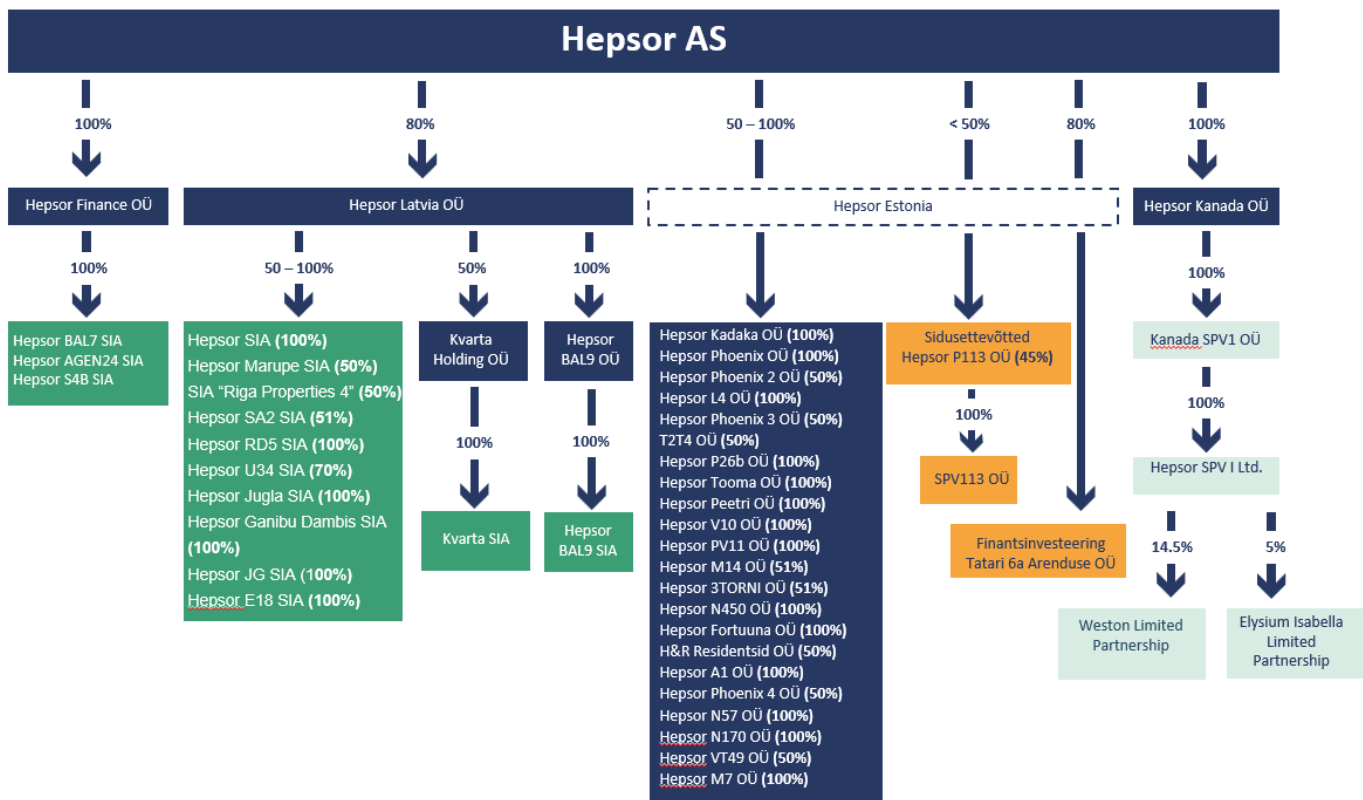 Hepsor AS
100%
80%
50 – 100%
< 50%
80%
100%
Hepsor Finance OÜ
Hepsor Latvia OÜ
Hepsor Estonia
Hepsor Kanada OÜ
100%
50 – 100%
50%
100%
100%
Hepsor BAL7 SIA
Hepsor AGEN24 SIA
Hepsor S4B SIA
Hepsor SIA (100%)
Hepsor Marupe SIA (50%)
SIA “Riga Properties 4” (50%)
Hepsor SA2 SIA (51%)
Hepsor RD5 SIA (100%)
Hepsor U34 SIA (70%)
Hepsor Jugla SIA (100%)
Hepsor Ganibu Dambis SIA
(100%)
Hepsor JG SIA (100%)
Hepsor E18 SIA (100%)
Kvarta
Holding OÜ
100%
Kvarta SIA
Hepsor
BAL9 OÜ
100%
Hepsor
BAL9 SIA
Hepsor Kadaka OÜ (100%)
Hepsor Phoenix OÜ (100%)
Hepsor Phoenix 2 OÜ (50%)
Hepsor L4 OÜ (100%)
Hepsor Phoenix 3 OÜ (50%)
T2T4 OÜ (50%)
Hepsor P26b OÜ (100%)
Hepsor Tooma OÜ (100%)
Hepsor Peetri OÜ (100%)
Hepsor V10 OÜ (100%)
Hepsor PV11 OÜ (100%)
Hepsor M14 OÜ (51%)
Hepsor 3TORNI OÜ (51%)
Hepsor N450 OÜ (100%)
Hepsor Fortuuna OÜ (100%)
H&R Residentsid OÜ (50%)
Hepsor A1 OÜ (100%)
Hepsor Phoenix 4 OÜ (50%)
Hepsor N57 OÜ (100%)
Hepsor N170 OÜ (100%)
Hepsor VT49 OÜ (50%)
Hepsor M7 OÜ (100%)
Sidusettevõtted
Hepsor P113 OÜ (45%)
100%
SPV113 OÜ
Finantsinvesteering
Tatari 6a Arenduse OÜ
Kanada SPV1 OÜ
100%
Hepsor SPV I Ltd.
14.5%
5%
Weston Limited
Partnership
Elysium Isabella
Limited
Partnership